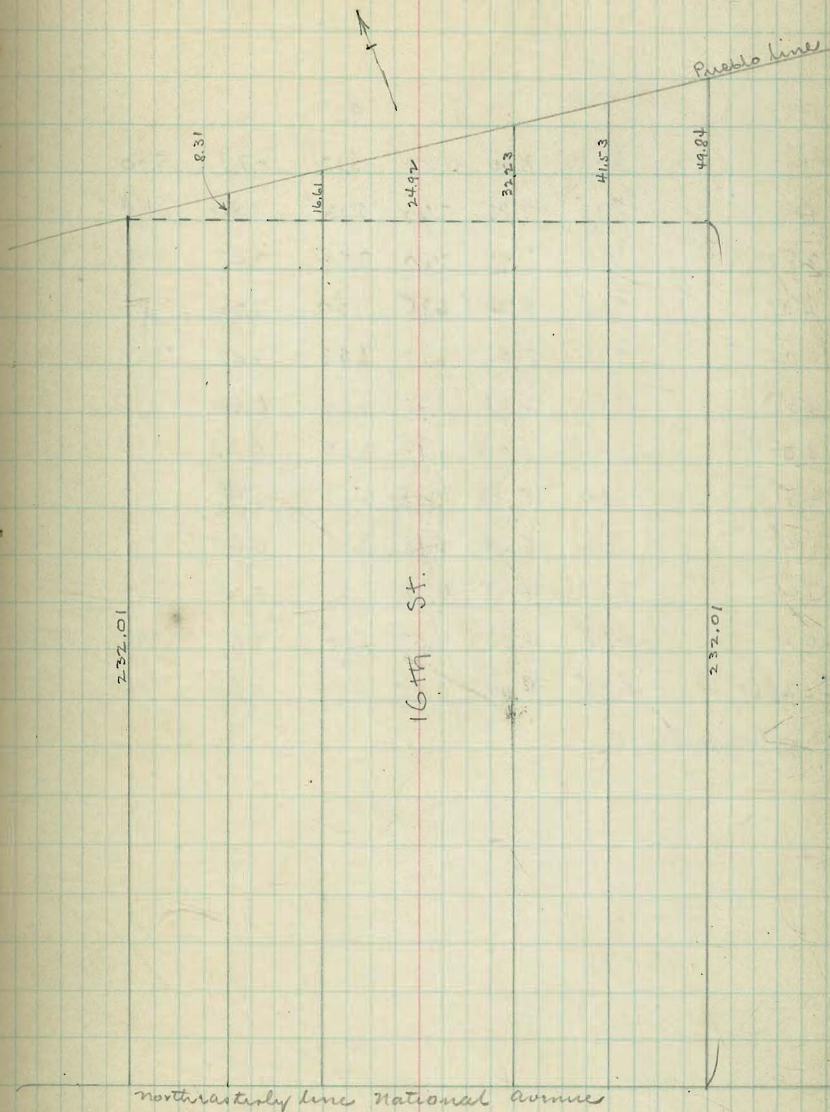 Pueblo line
8.31
16.61
24.92
33.23
41.53
49.84
232.01
16th St.
232.01
Northeasterly line National Avenue